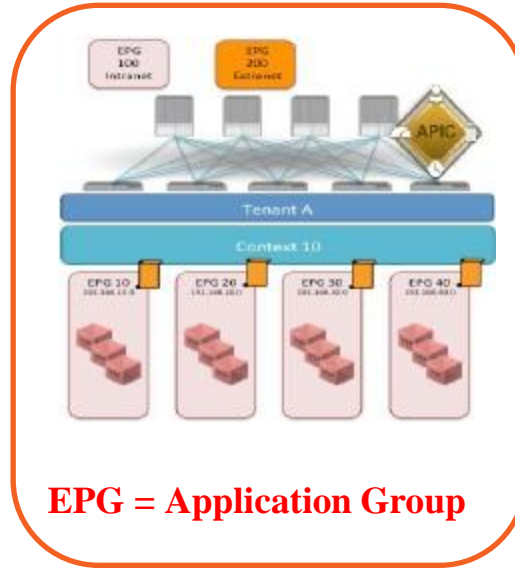 EPG
100
Intranet
EPG
200
Extranet
APIC
Tenant A
Context 10
EPG 10
EPG 20
EPG 30
EPG 40
EPG = Application Group